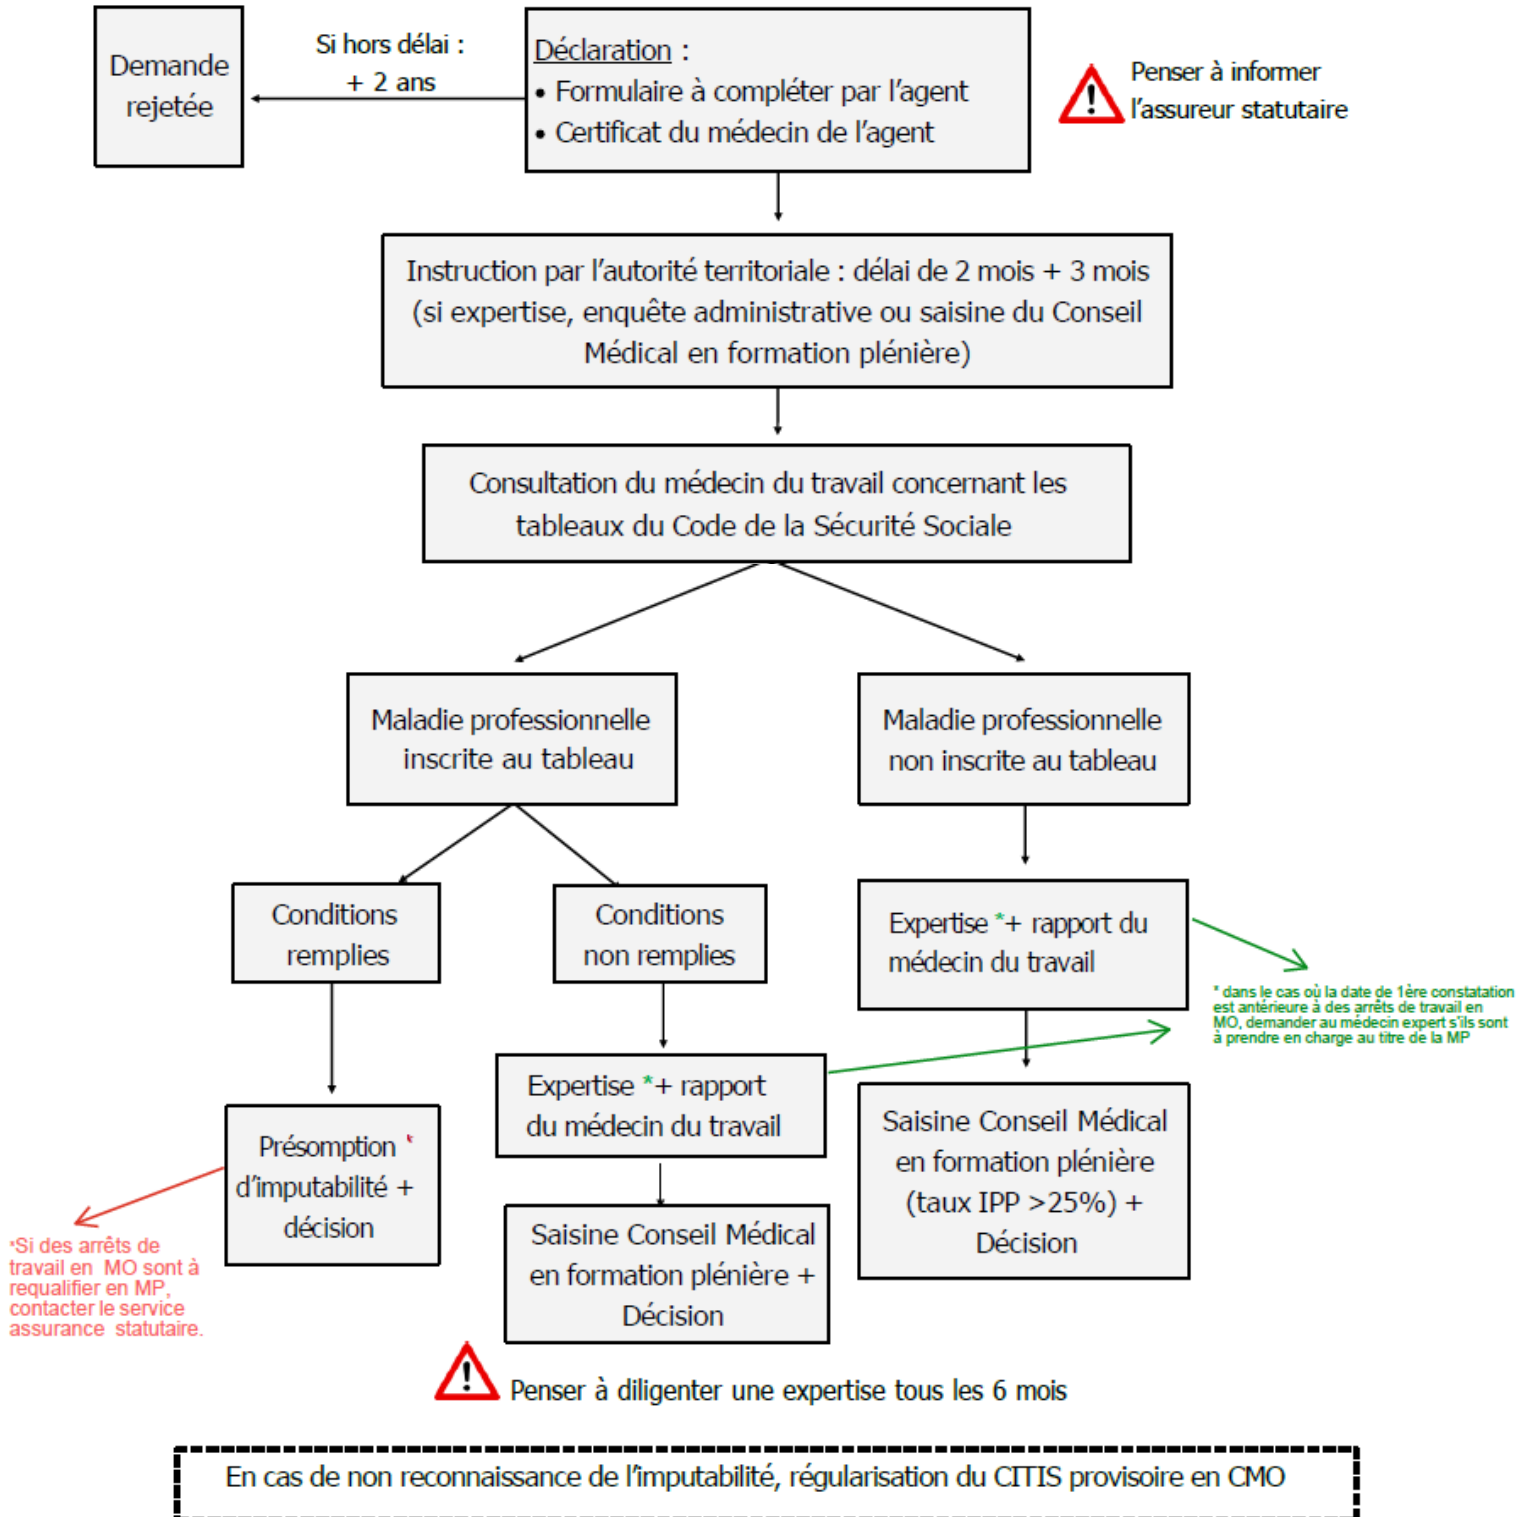 Demande
rejetée
Si hors délai :
+ 2 ans
Déclaration :
• Formulaire à compléter par l'agent
• Certificat du médecin de l'agent
Penser à informer
l'assureur statutaire
Instruction par l'autorité territoriale : délai de 2 mois + 3 mois
(si expertise, enquête administrative ou saisine du Conseil
Médical en formation plénière)
Consultation du médecin du travail concernant les
tableaux du Code de la Sécurité Sociale
Maladie professionnelle
inscrite au tableau
Maladie professionnelle
non inscrite au tableau
Conditions
remplies
Conditions
non remplies
Expertise *+ rapport du
médecin du travail
* dans le cas où la date de 1ère constatation
est antérieure à des arrêts de travail en
MO, demander au médecin expert s'ils sont
à prendre en charge au titre de la MP
Expertise *+ rapport
du médecin du travail
Présomption *
d'imputabilité +
décision
Saisine Conseil Médical
en formation plénière
(taux IPP >25%) +
Décision
Saisine Conseil Médical
en formation plénière +
Décision
*Si des arrêts de
travail en MO sont à
requalifier en MP,
contacter le service
assurance statutaire.
Penser à diligenter une expertise tous les 6 mois
En cas de non reconnaissance de l'imputabilité, régularisation du CITIS provisoire en CMO